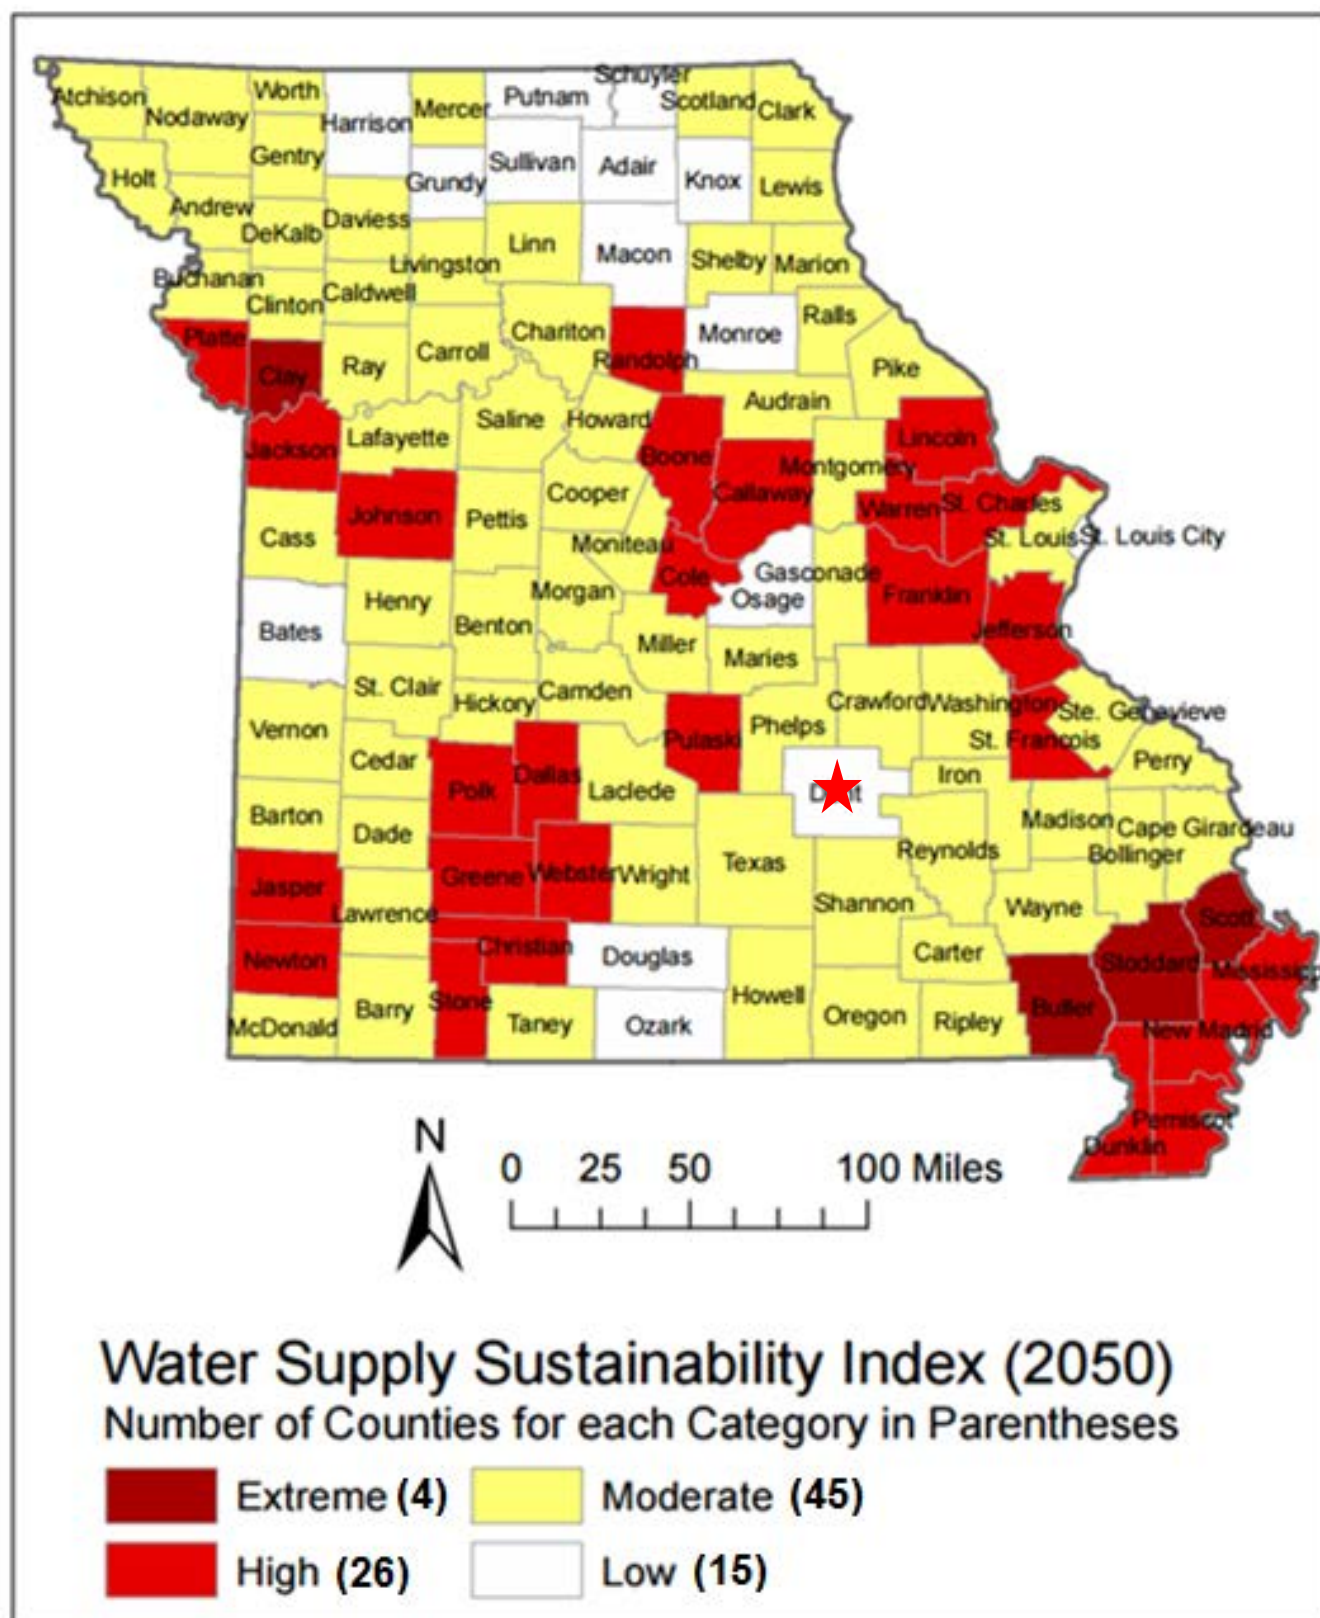 Schuyler
Atchison
Nodaway
Worth
Harrison
Mercer
Putnam
Scotland
Clark
Holt
Gentry
Grundy
Sullivan
Adair
Knox
Lewis
Andrew
DeKalb
Daviess
Livingston
Linn
Macon
Shelby
Marion
Buchanan
Clinton
Caldwell
Chariton
Randolph
Monroe
Ralls
Platte
Clay
Ray
Carroll
Pike
Jackson
Lafayette
Saline
Howard
Boone
Audrain
Lincoln
Montgomery
Callaway
Johnson
Pettis
Cooper
Warren
St. Charles
Cass
Moniteau
St. Louis
St. Louis City
Cole
Gasconade
Osage
Franklin
Bates
Henry
Benton
Morgan
Miller
Maries
Jefferson
St. Clair
Hickory
Camden
Crawford
Washington
Ste. Genevieve
Vernon
Cedar
Pulaski
Phelps
St. Francois
Perry
Polk
Dallas
Laclede
Iron
Barton
Dade
Madison
Cape Girardeau
Texas
Reynolds
Bollinger
Jasper
Greene
Webster
Wright
Shannon
Wayne
Lawrence
Scott
Newton
Christian
Douglas
Carter
Stoddard
Mississip
McDonald
Barry
Stone
Taney
Ozark
Howell
Oregon
Ripley
Butler
New Madrid
Pemiscot
Dunklin
N
0 25 50 100 Miles
Water Supply Sustainability Index (2050)
Number of Counties for each Category in Parentheses
Extreme (4) Moderate (45)
High (26) Low (15)